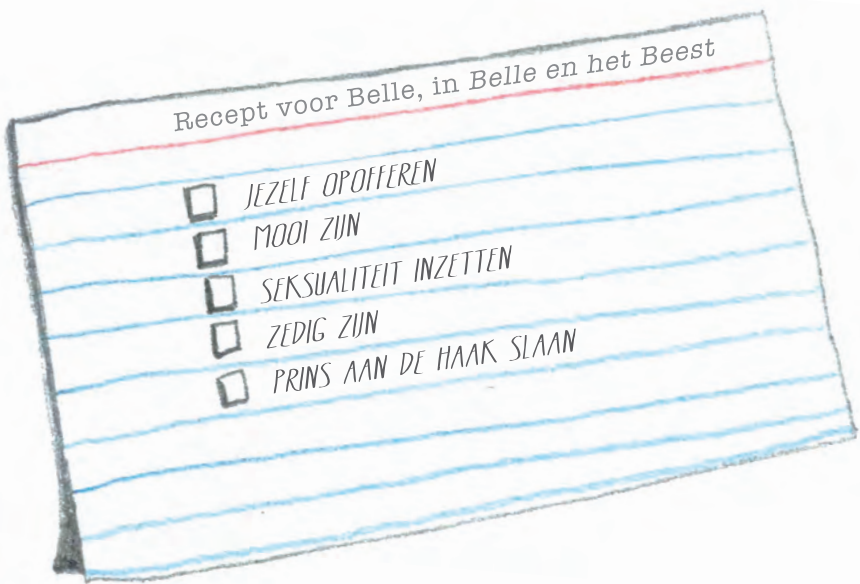 Recept voor Belle, in Belle en het Beest
JEZELF OPOFFEREN
MOOI ZIJN
SEKSUALITEIT INZETTEN
ZEDIG ZIJN
PRINS AAN DE HAAK SLAAN